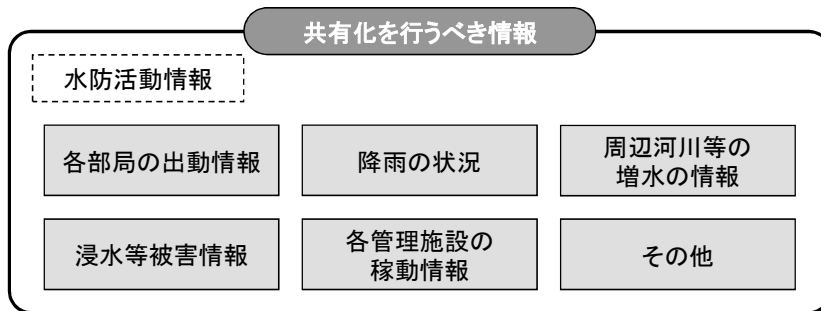 共有化を行うべき情報
水防活動情報
各部局の出動情報
降雨の状況
周辺河川等の
増水の情報
浸水等被害情報
各管理施設の
稼動情報
その他